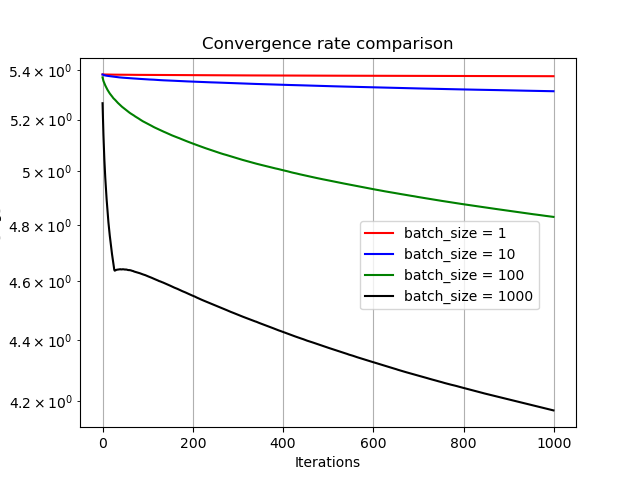 Convergence rate comparison
5.4 × 10⁰
5.2 × 10⁰
5 × 10⁰
4.8 × 10⁰
4.6 × 10⁰
4.4 × 10⁰
4.2 × 10⁰
batch_size = 1
batch_size = 10
batch_size = 100
batch_size = 1000
0 200 400 600 800 1000
Iterations